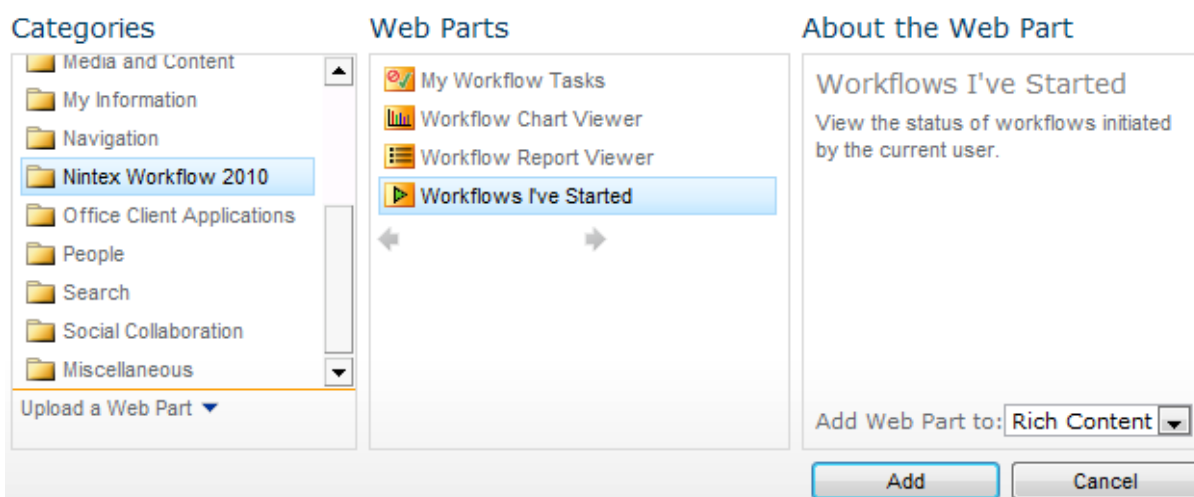 Categories
Media and Content
My Information
Navigation
Nintex Workflow 2010
Office Client Applications
People
Search
Social Collaboration
Miscellaneous
Upload a Web Part
Web Parts
My Workflow Tasks
Workflow Chart Viewer
Workflow Report Viewer
Workflows I've Started
About the Web Part
Workflows I've Started
View the status of workflows initiated
by the current user.
Add Web Part to: Rich Content
Add Cancel